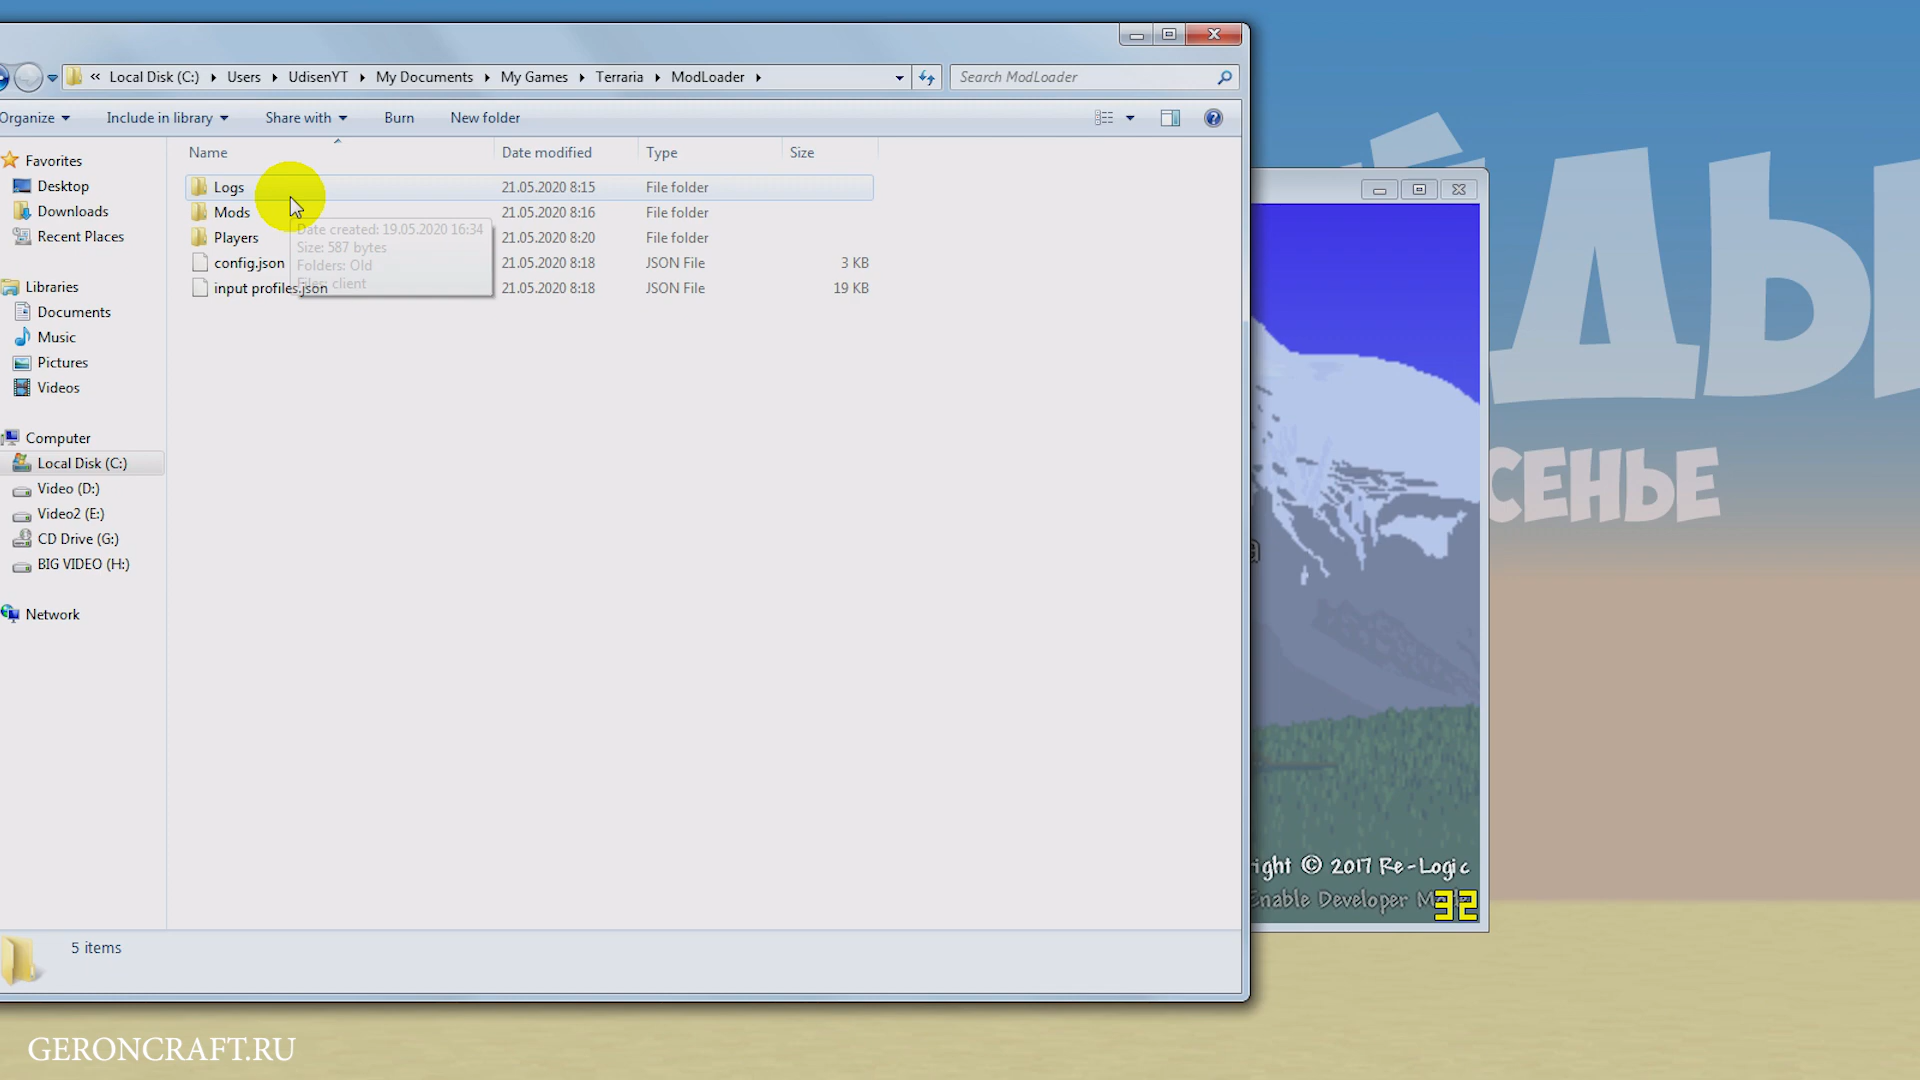 Local Disk (C:) Users UdisenYT My Documents My Games Terraria ModLoader
Search ModLoader
Organize Include in library Share with Burn New folder
Name Date modified Type Size
Logs 21.05.2020 8:15 File folder
Mods 21.05.2020 8:16 File folder
Players 21.05.2020 8:20 File folder
config.json 21.05.2020 8:18 JSON File 3 KB
input profiles.json 21.05.2020 8:18 JSON File 19 KB
Date created: 19.05.2020 16:34
Size: 587 bytes
Folders: Old
Files: client
Favorites
Desktop
Downloads
Recent Places
Libraries
Documents
Music
Pictures
Videos
Computer
Local Disk (C:)
Video (D:)
Video2 (E:)
CD Drive (G:)
BIG VIDEO (H:)
Network
5 items
ЙДЫ
СЕНЬЕ
ight © 2017 Re-Logic
Enable Developer
32
GERONCRAFT.RU